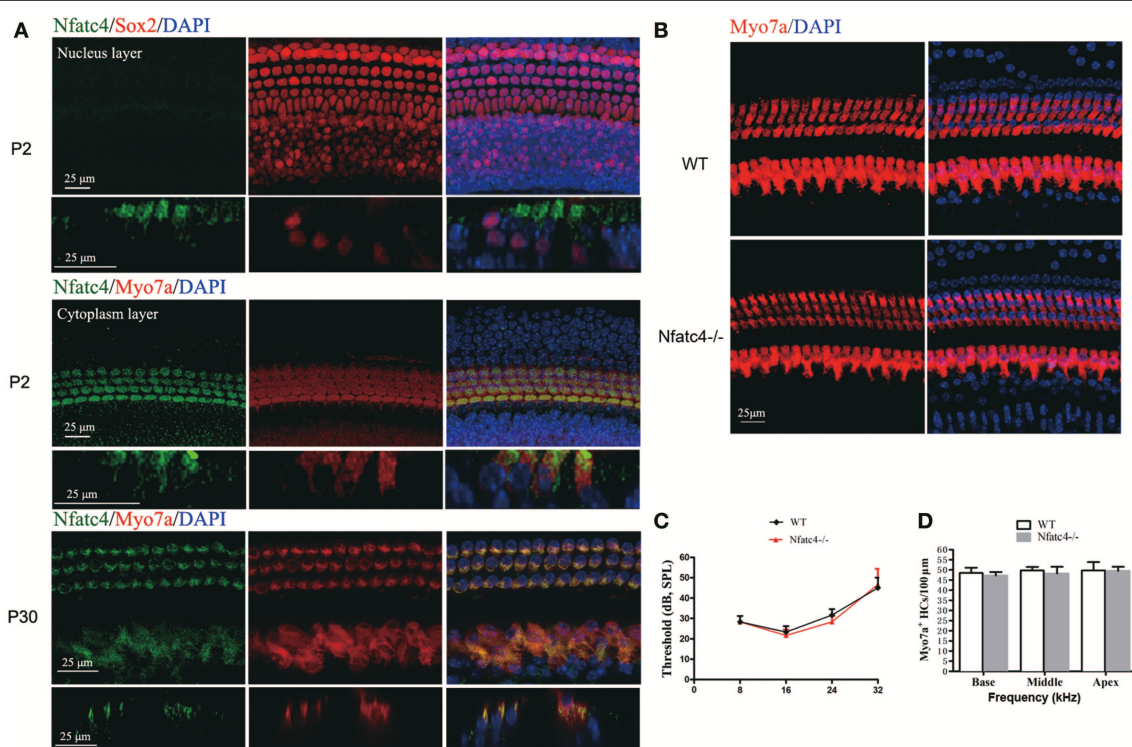 A
Nfatc4/Sox2/DAPI
Nucleus layer
P2
25 μm
25 μm
Nfatc4/Myo7a/DAPI
Cytoplasm layer
P2
25 μm
25 μm
Nfatc4/Myo7a/DAPI
P30
25 μm
25 μm
B
Myo7a/DAPI
WT
Nfatc4-/-
25μm
C
WT
Nfatc4-/-
Threshold (dB, SPL)
60
50
40
30
20
10
0
0 8 16 24 32
D
WT
Nfatc4-/-
Myo7a+ HCs/100 μm
60
55
50
45
40
35
30
25
20
15
10
5
0
Base Middle Apex
Frequency (kHz)